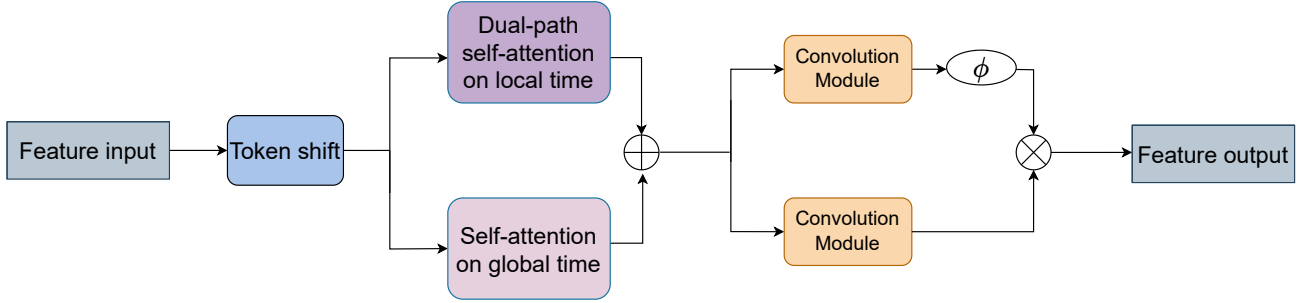 Feature input
Token shift
Dual-path
self-attention
on local time
Self-attention
on global time
Convolution
Module
ϕ
Convolution
Module
Feature output